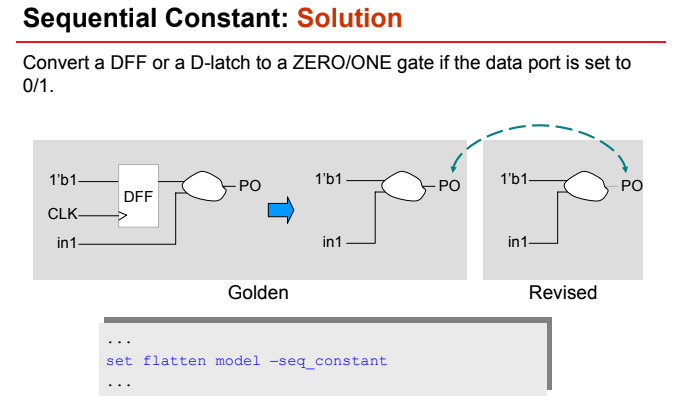 Sequential Constant: Solution
Convert a DFF or a D-latch to a ZERO/ONE gate if the data port is set to
0/1.
1'b1
DFF
PO
CLK
in1
1'b1
PO
in1
1'b1
PO
in1
Golden
Revised
...
set flatten model –seq_constant
...